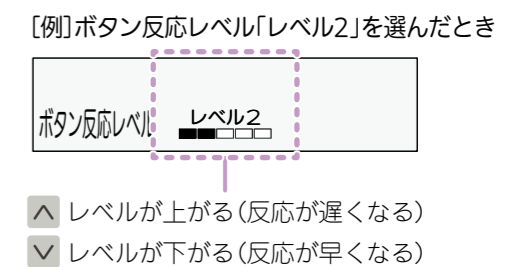 ［例］ボタン反応レベル「レベル2」を選んだとき
ボタン反応レベル レベル2
∧ レベルが上がる（反応が遅くなる）
∨ レベルが下がる（反応が早くなる）